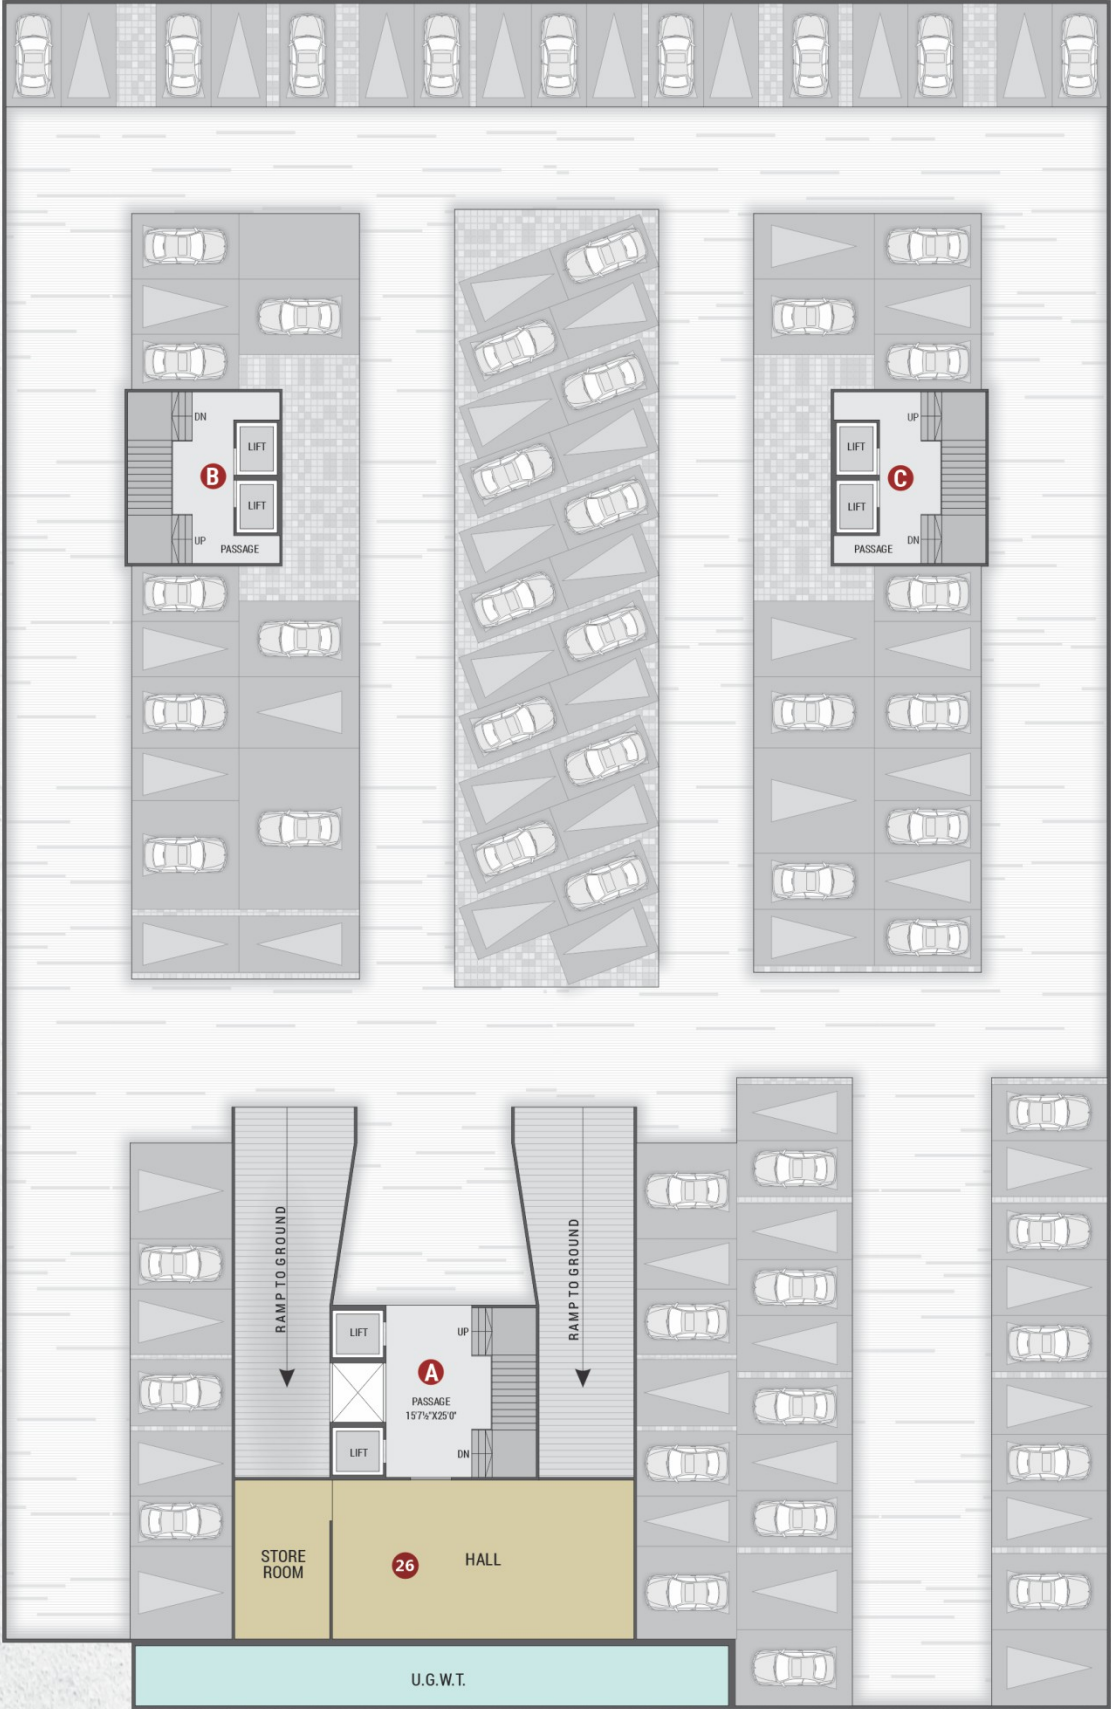 DN
LIFT
B
LIFT
UP
PASSAGE
UP
LIFT
C
LIFT
DN
PASSAGE
RAMP TO GROUND
RAMP TO GROUND
LIFT
UP
A
PASSAGE
15'7½"X25'0"
LIFT
DN
STORE
ROOM
26
HALL
U.G.W.T.